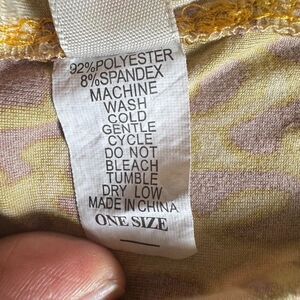 92%POLYESTER
8%SPANDEX
MACHINE
WASH
COLD
GENTLE
CYCLE
DO NOT
BLEACH
TUMBLE
DRY LOW
MADE IN CHINA
ONE SIZE